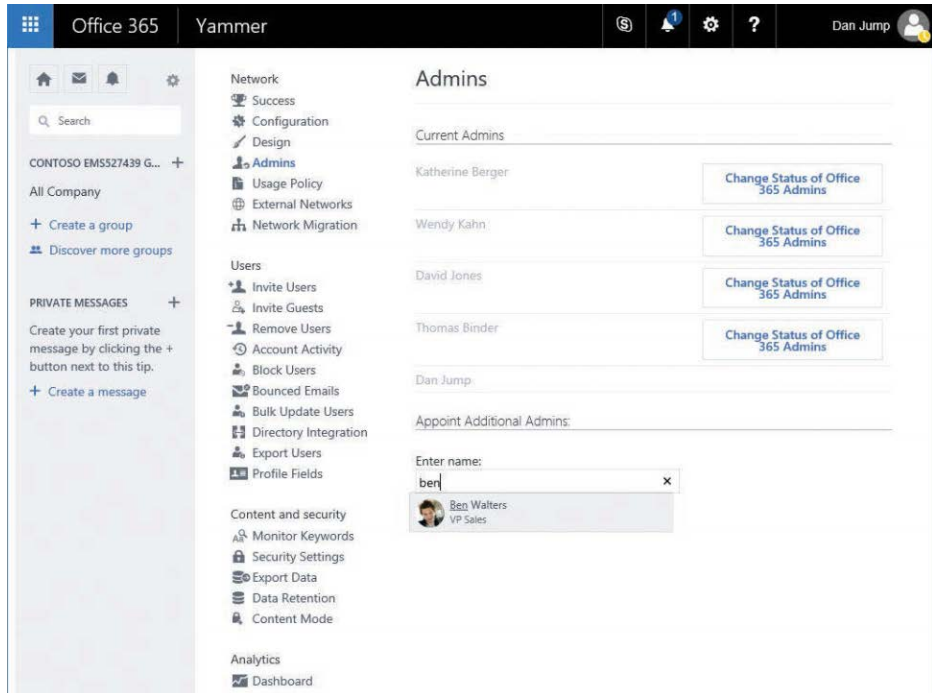 Office 365
Yammer
1
?
Dan Jump
Search
CONTOSO EMS527439 G... +
All Company
+ Create a group
Discover more groups
PRIVATE MESSAGES +
Create your first private
message by clicking the +
button next to this tip.
+ Create a message
Network
Success
Configuration
Design
Admins
Usage Policy
External Networks
Network Migration
Users
Invite Users
Invite Guests
Remove Users
Account Activity
Block Users
Bounced Emails
Bulk Update Users
Directory Integration
Export Users
Profile Fields
Content and security
Monitor Keywords
Security Settings
Export Data
Data Retention
Content Mode
Analytics
Dashboard
Admins
Current Admins
Katherine Berger
Change Status of Office
365 Admins
Wendy Kahn
Change Status of Office
365 Admins
David Jones
Change Status of Office
365 Admins
Thomas Binder
Change Status of Office
365 Admins
Dan Jump
Appoint Additional Admins:
Enter name:
ben
Ben Walters
VP Sales